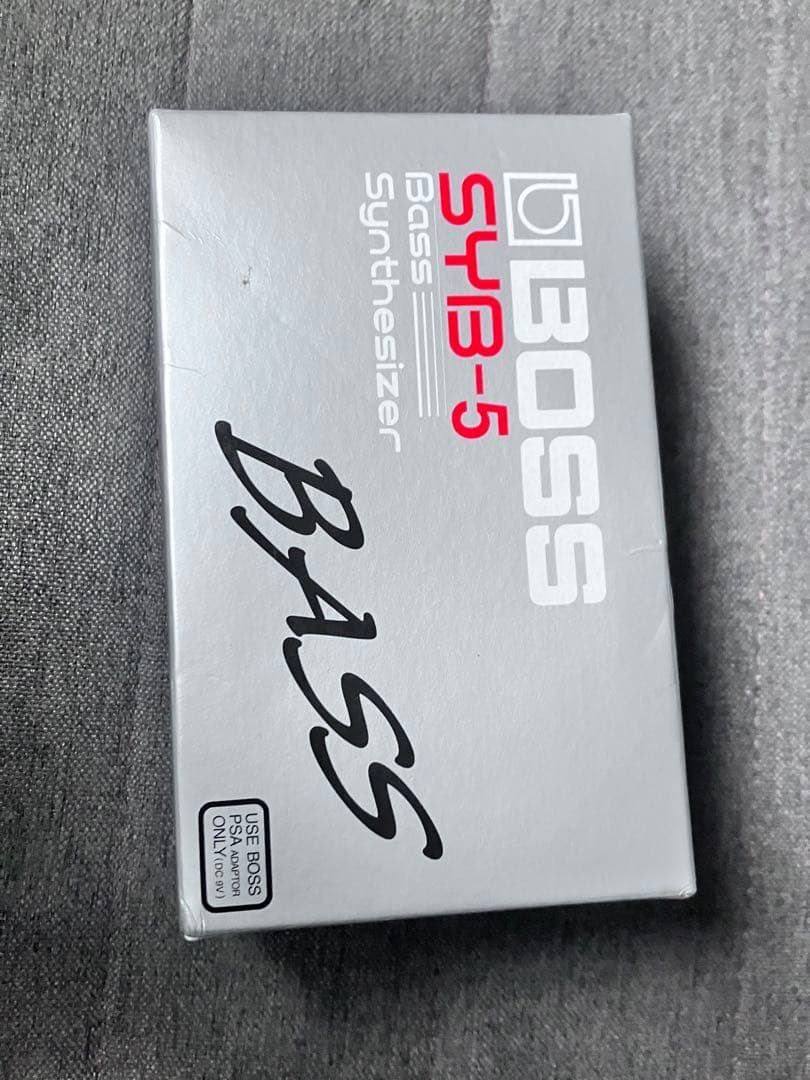 BOSS
SYB-5
Bass
Synthesizer
BASS
USE BOSS
PSA ADAPTOR
ONLY (DC 9V)